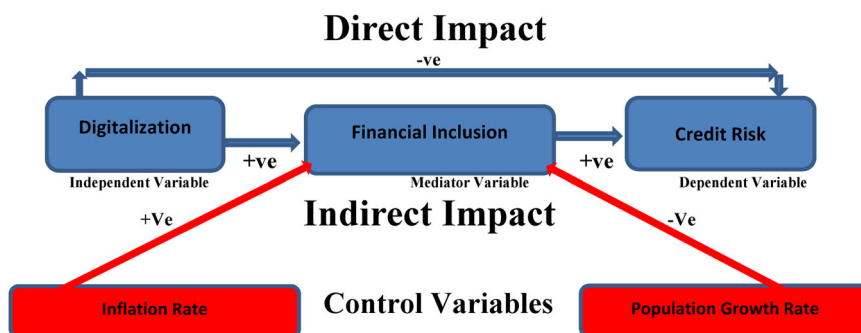 Direct Impact
-ve
Digitalization
Financial Inclusion
Credit Risk
+ve
+ve
Independent Variable
Mediator Variable
Dependent Variable
Indirect Impact
+Ve
-Ve
Inflation Rate
Control Variables
Population Growth Rate